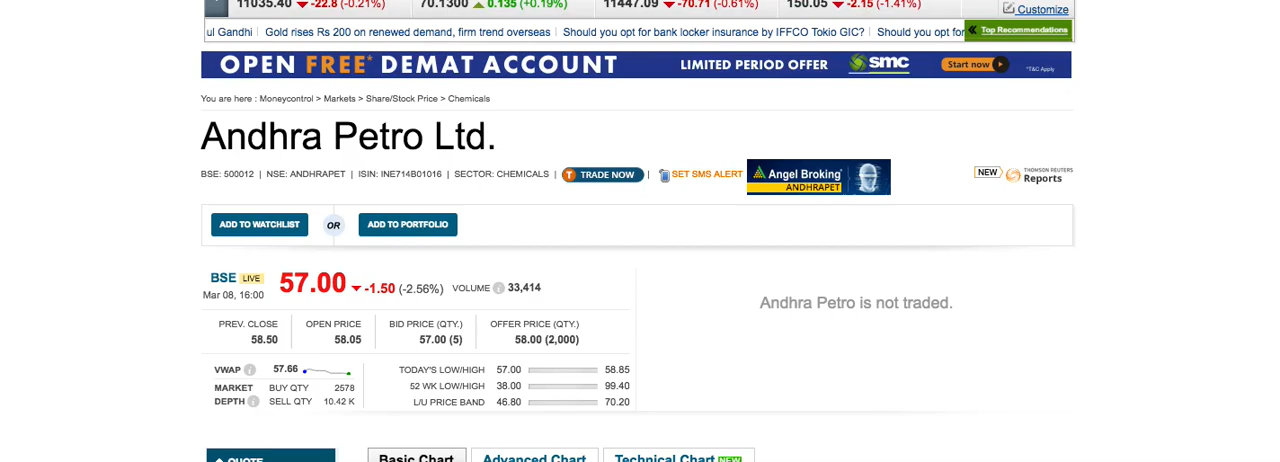 11035.40 -22.8 (-0.21%) 70.1300 0.135 (+0.19%) 11447.09 -70.71 (-0.61%) 150.05 -2.15 (-1.41%)
Customize
ul Gandhi | Gold rises Rs 200 on renewed demand, firm trend overseas | Should you opt for bank locker insurance by IFFCO Tokio GIC? | Should you opt for
Top Recommendations
OPEN FREE* DEMAT ACCOUNT LIMITED PERIOD OFFER smc Start now *T&C Apply
You are here : Moneycontrol > Markets > Share/Stock Price > Chemicals
Andhra Petro Ltd.
BSE: 500012 | NSE: ANDHRAPET | ISIN: INE714B01016 | SECTOR: CHEMICALS | T TRADE NOW | SET SMS ALERT
Angel Broking
ANDHRAPET
NEW THOMSON REUTERS
Reports
ADD TO WATCHLIST OR ADD TO PORTFOLIO
BSE LIVE 57.00 -1.50 (-2.56%) VOLUME i 33,414
Mar 08, 16:00
Andhra Petro is not traded.
PREV. CLOSE OPEN PRICE BID PRICE (QTY.) OFFER PRICE (QTY.)
58.50 58.05 57.00 (5) 58.00 (2,000)
VWAP i 57.66 TODAY'S LOW/HIGH 57.00 58.85
MARKET BUY QTY 2578 52 WK LOW/HIGH 38.00 99.40
DEPTH i SELL QTY 10.42 K L/U PRICE BAND 46.80 70.20
QUOTE Basic Chart Advanced Chart Technical Chart NEW